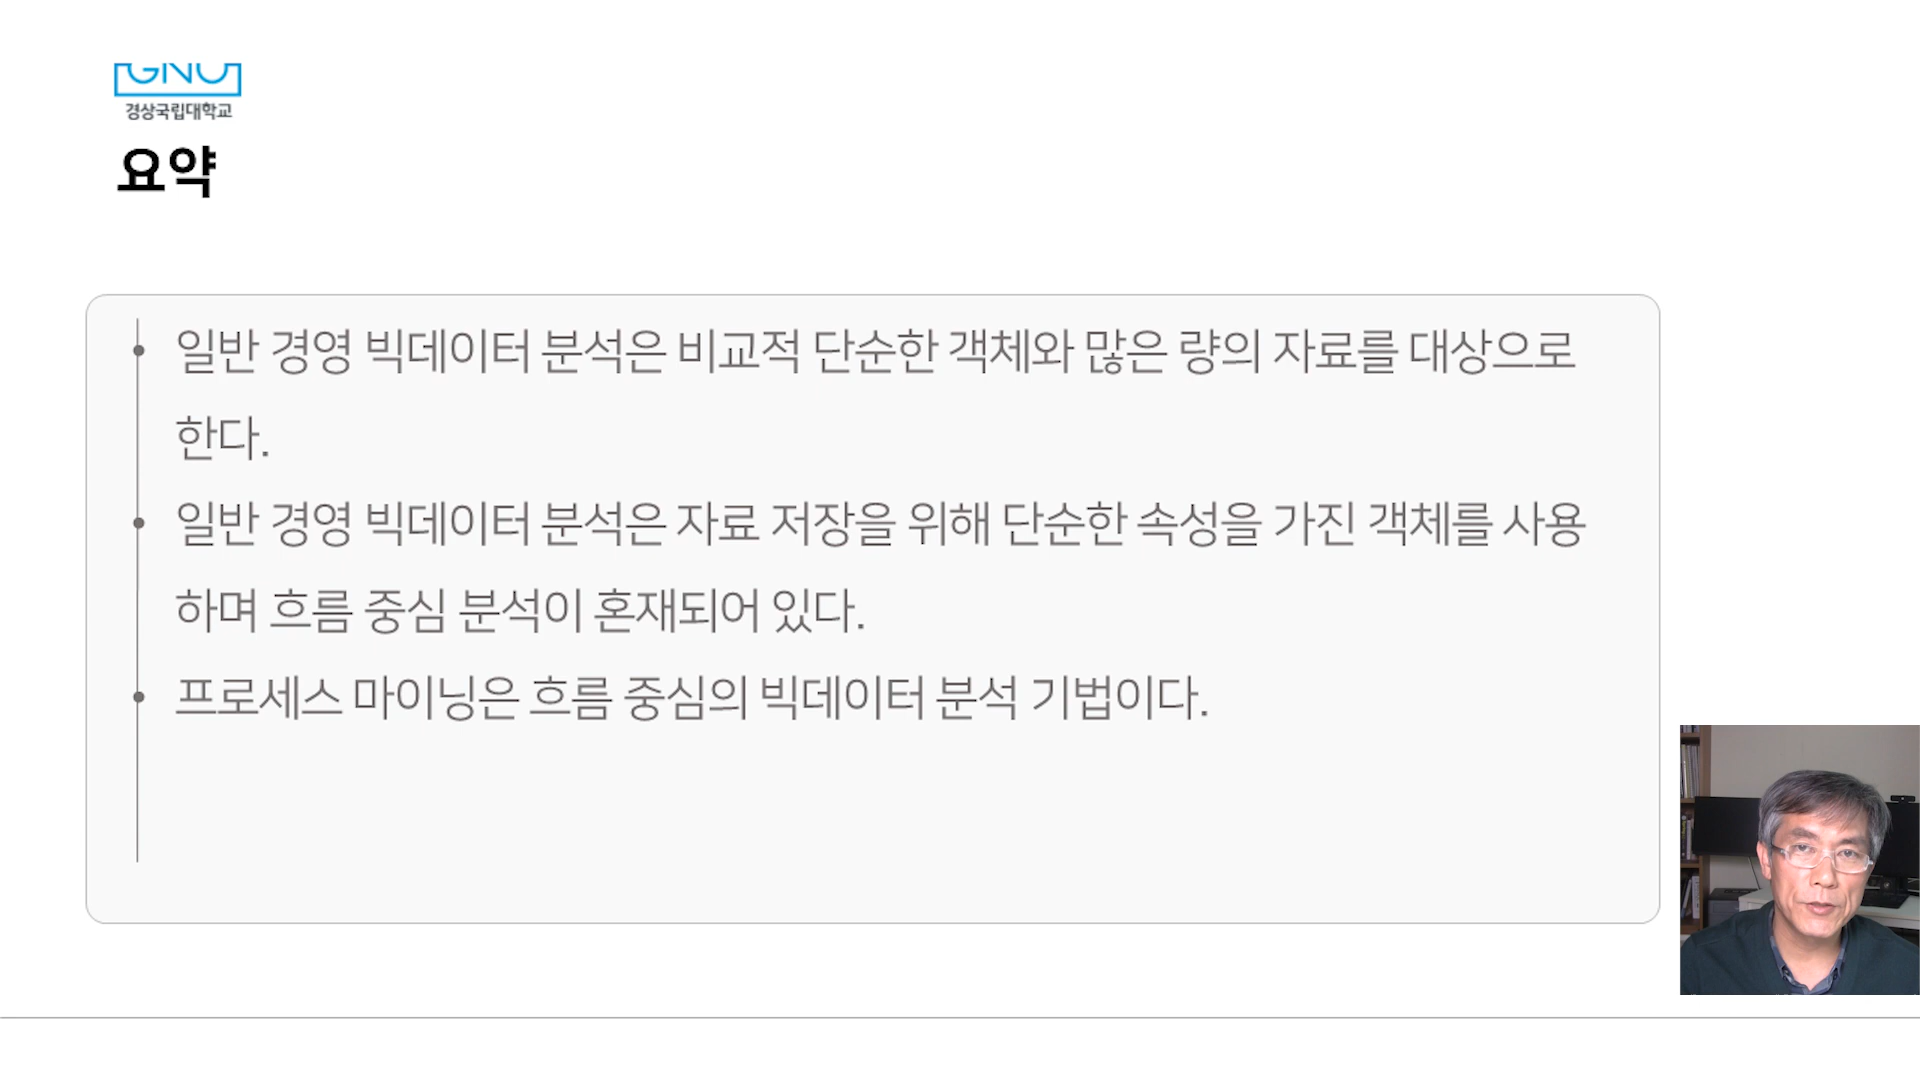 GNU
경상국립대학교
요약
일반 경영 빅데이터 분석은 비교적 단순한 객체와 많은 량의 자료를 대상으로
한다.
일반 경영 빅데이터 분석은 자료 저장을 위해 단순한 속성을 가진 객체를 사용
하며 흐름 중심 분석이 혼재되어 있다.
프로세스 마이닝은 흐름 중심의 빅데이터 분석 기법이다.